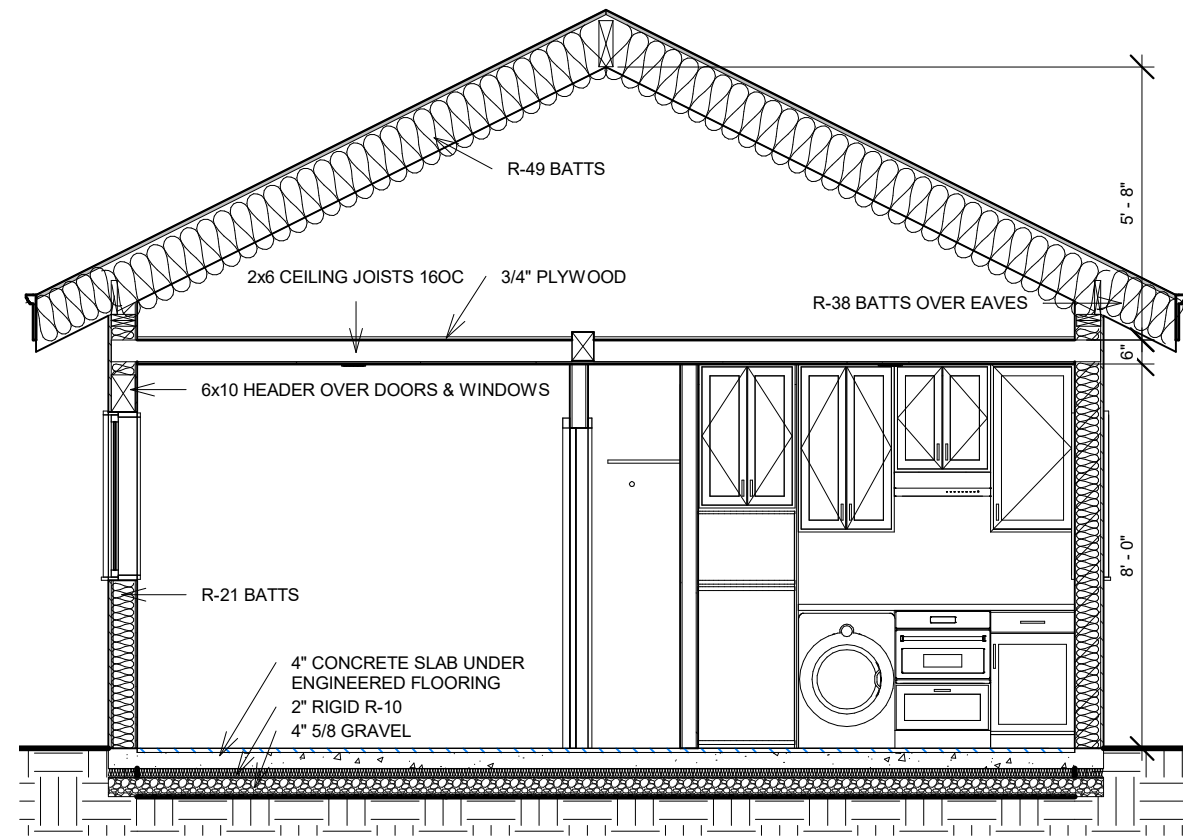 R-49 BATTS
5' - 8"
2x6 CEILING JOISTS 16OC
3/4" PLYWOOD
R-38 BATTS OVER EAVES
6"
6x10 HEADER OVER DOORS & WINDOWS
8' - 0"
R-21 BATTS
4" CONCRETE SLAB UNDER
ENGINEERED FLOORING
2" RIGID R-10
4" 5/8 GRAVEL